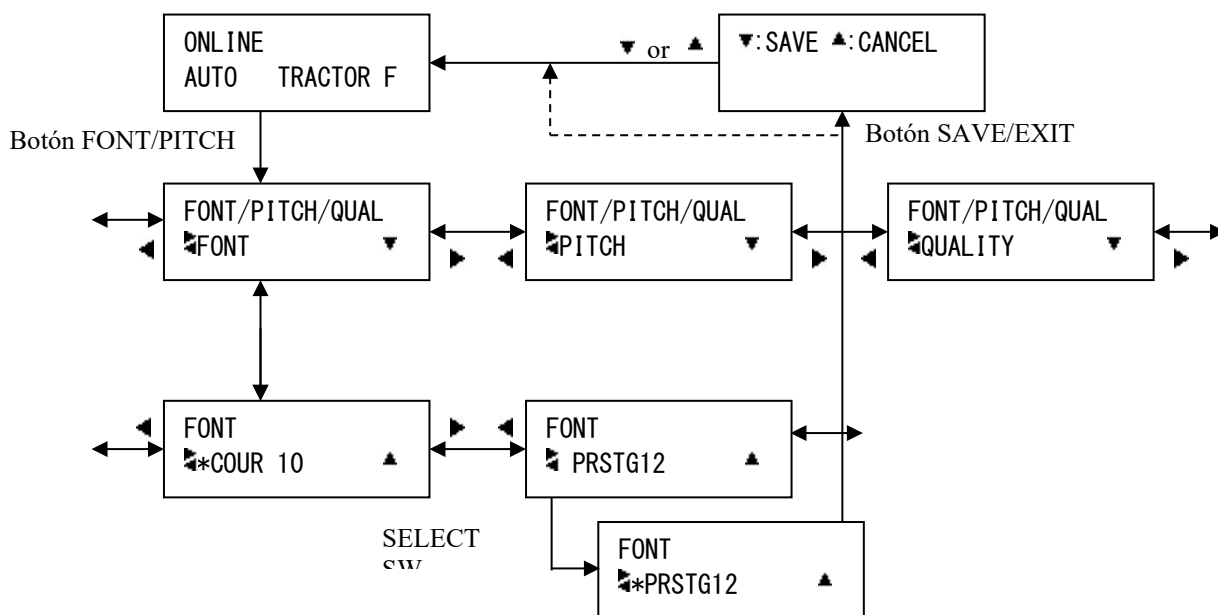 ONLINE
AUTO TRACTOR F
▼ or ▲
▼:SAVE ▲:CANCEL
Botón FONT/PITCH
Botón SAVE/EXIT
FONT/PITCH/QUAL
FONT ▼
FONT/PITCH/QUAL
PITCH ▼
FONT/PITCH/QUAL
QUALITY ▼
FONT
*COUR 10 ▲
FONT
PRSTG12 ▲
SELECT
SW
FONT
*PRSTG12 ▲